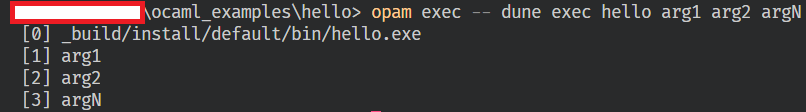 \ocaml_examples\hello> opam exec -- dune exec hello arg1 arg2 argN
[0] _build/install/default/bin/hello.exe
[1] arg1
[2] arg2
[3] argN